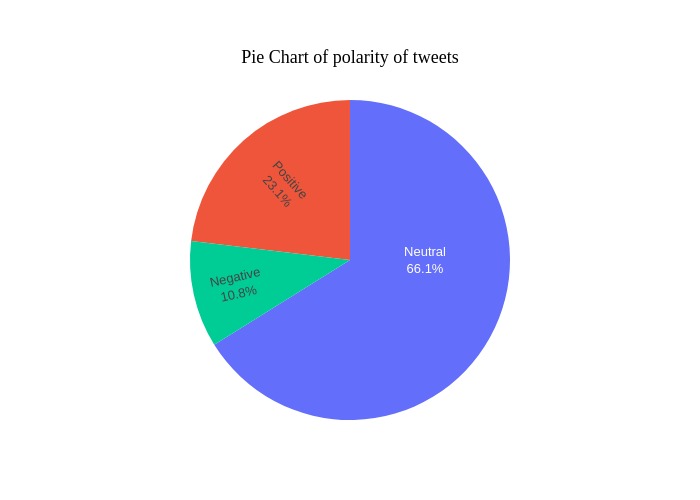 Pie Chart of polarity of tweets
Positive
23.1%
Neutral
66.1%
Negative
10.8%